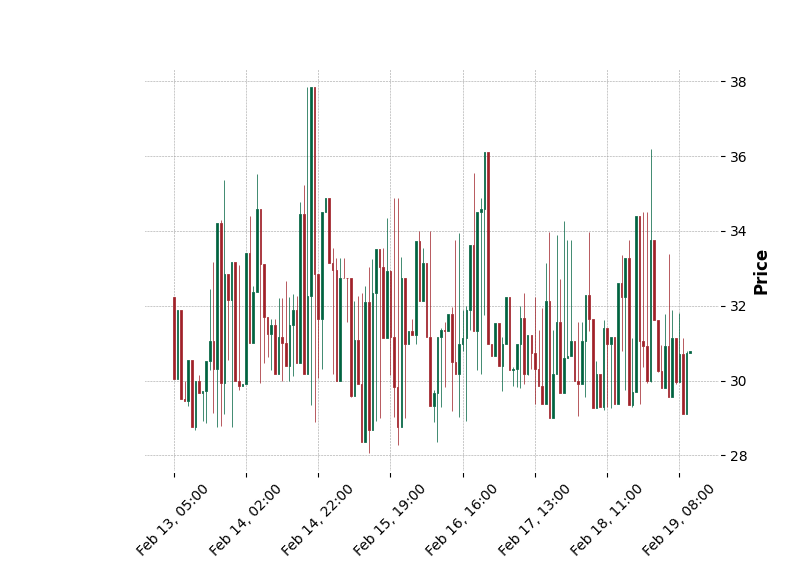 38
36
34
32
30
28
Price
Feb 13, 05:00
Feb 14, 02:00
Feb 14, 22:00
Feb 15, 19:00
Feb 16, 16:00
Feb 17, 13:00
Feb 18, 11:00
Feb 19, 08:00